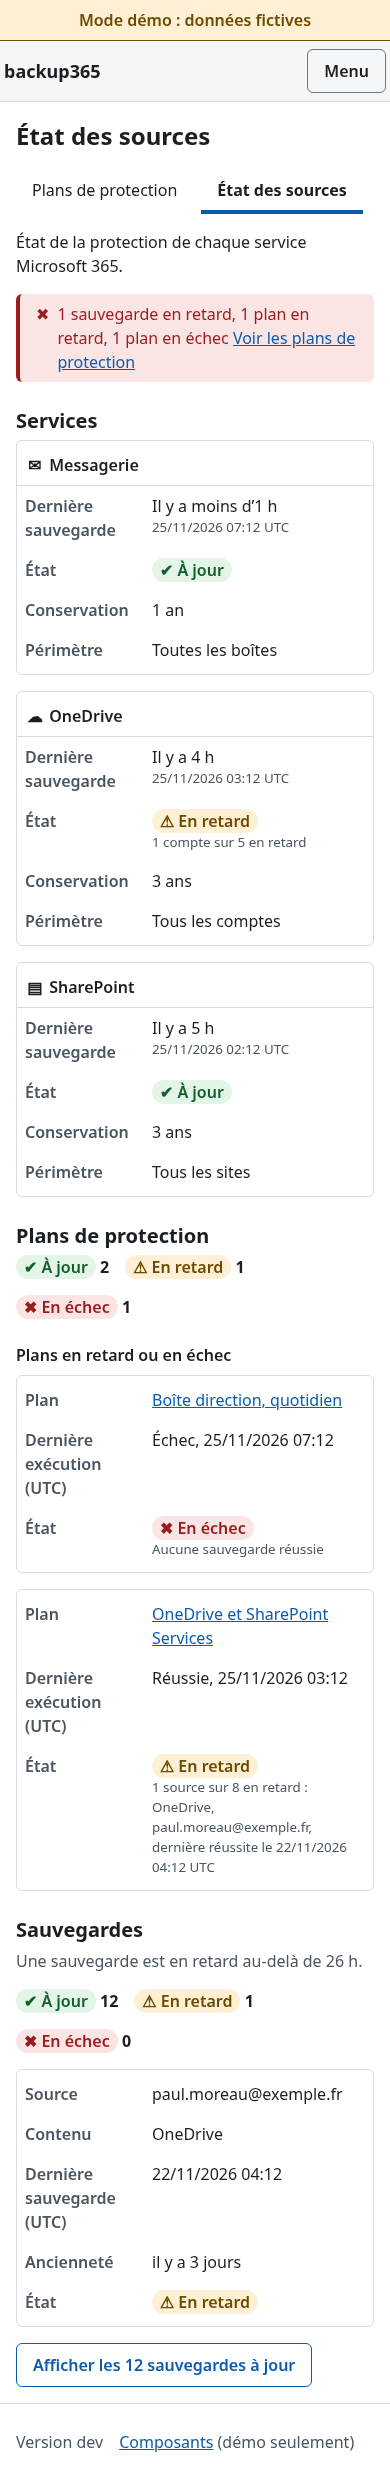 Mode démo : données fictives
backup365
Menu
État des sources
Plans de protection
État des sources
État de la protection de chaque service
Microsoft 365.
✖ 1 sauvegarde en retard, 1 plan en
retard, 1 plan en échec Voir les plans de
protection
Services
✉ Messagerie
Dernière
sauvegarde
Il y a moins d’1 h
25/11/2026 07:12 UTC
État
✔ À jour
Conservation
1 an
Périmètre
Toutes les boîtes
☁ OneDrive
Dernière
sauvegarde
Il y a 4 h
25/11/2026 03:12 UTC
État
⚠ En retard
1 compte sur 5 en retard
Conservation
3 ans
Périmètre
Tous les comptes
▤ SharePoint
Dernière
sauvegarde
Il y a 5 h
25/11/2026 02:12 UTC
État
✔ À jour
Conservation
3 ans
Périmètre
Tous les sites
Plans de protection
✔ À jour 2 ⚠ En retard 1
✖ En échec 1
Plans en retard ou en échec
Plan
Boîte direction, quotidien
Dernière
exécution
(UTC)
Échec, 25/11/2026 07:12
État
✖ En échec
Aucune sauvegarde réussie
Plan
OneDrive et SharePoint
Services
Dernière
exécution
(UTC)
Réussie, 25/11/2026 03:12
État
⚠ En retard
1 source sur 8 en retard :
OneDrive,
paul.moreau@exemple.fr,
dernière réussite le 22/11/2026
04:12 UTC
Sauvegardes
Une sauvegarde est en retard au-delà de 26 h.
✔ À jour 12 ⚠ En retard 1
✖ En échec 0
Source
paul.moreau@exemple.fr
Contenu
OneDrive
Dernière
sauvegarde
(UTC)
22/11/2026 04:12
Ancienneté
il y a 3 jours
État
⚠ En retard
Afficher les 12 sauvegardes à jour
Version dev Composants (démo seulement)